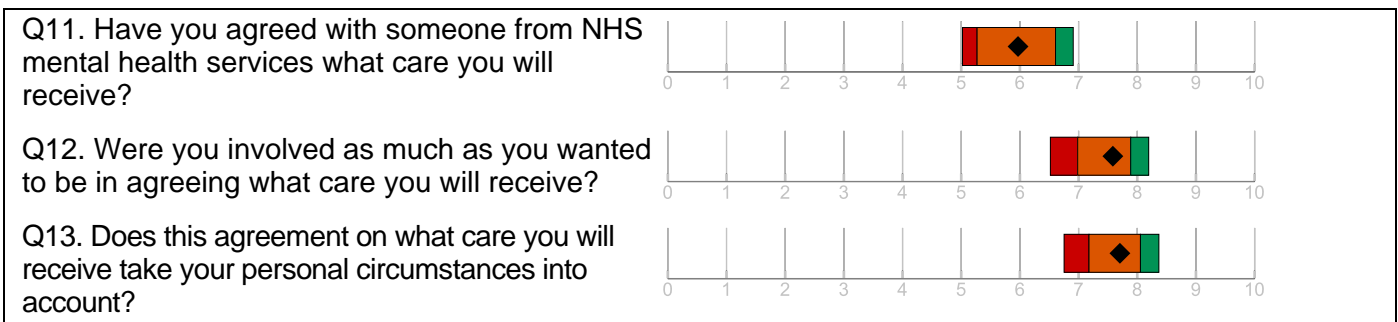 Q11. Have you agreed with someone from NHS
mental health services what care you will
receive?
0 1 2 3 4 5 6 7 8 9 10
Q12. Were you involved as much as you wanted
to be in agreeing what care you will receive?
0 1 2 3 4 5 6 7 8 9 10
Q13. Does this agreement on what care you will
receive take your personal circumstances into
account?
0 1 2 3 4 5 6 7 8 9 10